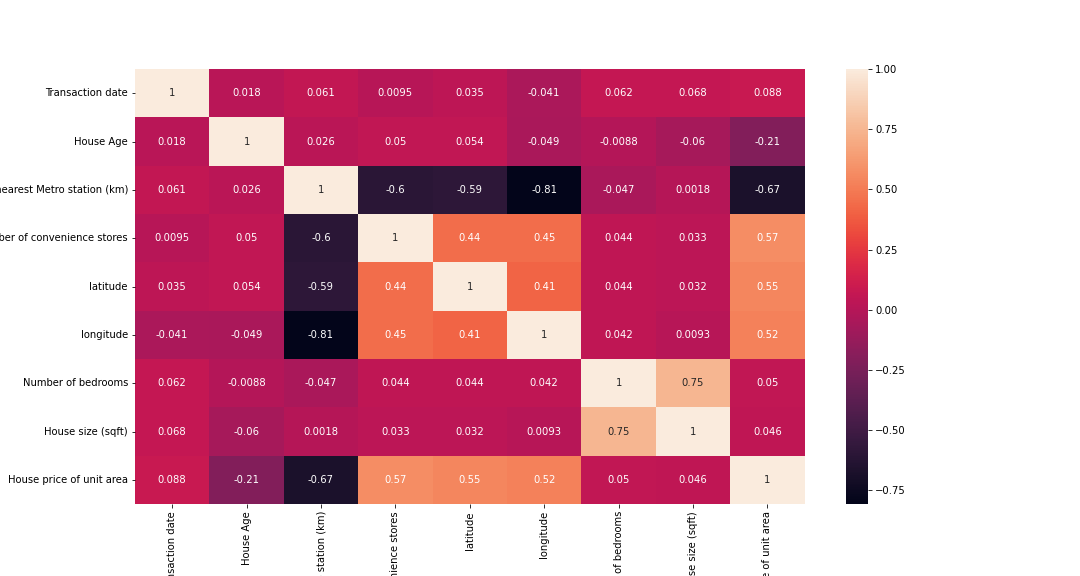 Transaction date 1 0.018 0.061 0.0095 0.035 -0.041 0.062 0.068 0.088
House Age 0.018 1 0.026 0.05 0.054 -0.049 -0.0088 -0.06 -0.21
nearest Metro station (km) 0.061 0.026 1 -0.6 -0.59 -0.81 -0.047 0.0018 -0.67
ber of convenience stores 0.0095 0.05 -0.6 1 0.44 0.45 0.044 0.033 0.57
latitude 0.035 0.054 -0.59 0.44 1 0.41 0.044 0.032 0.55
longitude -0.041 -0.049 -0.81 0.45 0.41 1 0.042 0.0093 0.52
Number of bedrooms 0.062 -0.0088 -0.047 0.044 0.044 0.042 1 0.75 0.05
House size (sqft) 0.068 -0.06 0.0018 0.033 0.032 0.0093 0.75 1 0.046
House price of unit area 0.088 -0.21 -0.67 0.57 0.55 0.52 0.05 0.046 1
nsaction date
House Age
station (km)
nience stores
latitude
longitude
of bedrooms
se size (sqft)
e of unit area
1.00
0.75
0.50
0.25
0.00
−0.25
−0.50
−0.75